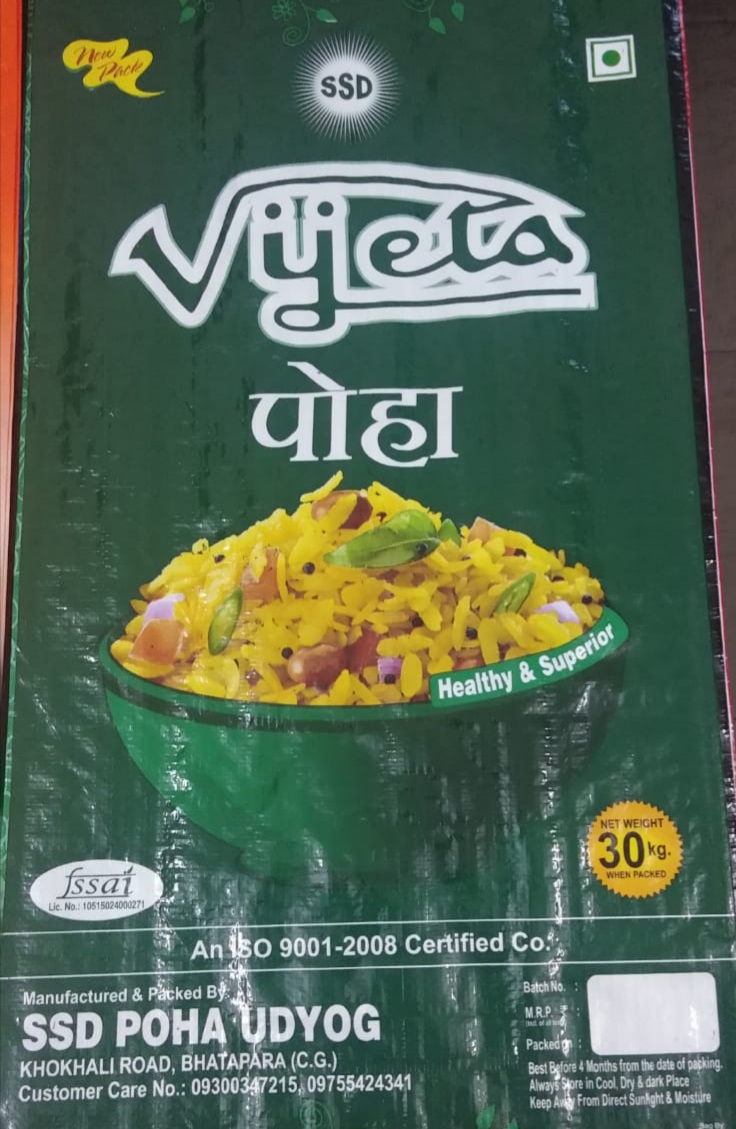 New
Pack
SSD
Vijeta
पोहा
Healthy & Superior
NET WEIGHT
30 kg.
WHEN PACKED
fssai
Lic. No.: 10515024000271
An ISO 9001-2008 Certified Co.
Manufactured & Packed By:
SSD POHA UDYOG
KHOKHALI ROAD, BHATAPARA (C.G.)
Customer Care No.: 09300347215, 09755424341
Batch No. :
M.R.P. :
Packed on :
Best Before 4 Months from the date of packing.
Always Store in Cool, Dry & dark Place
Keep Away From Direct Sunlight & Moisture